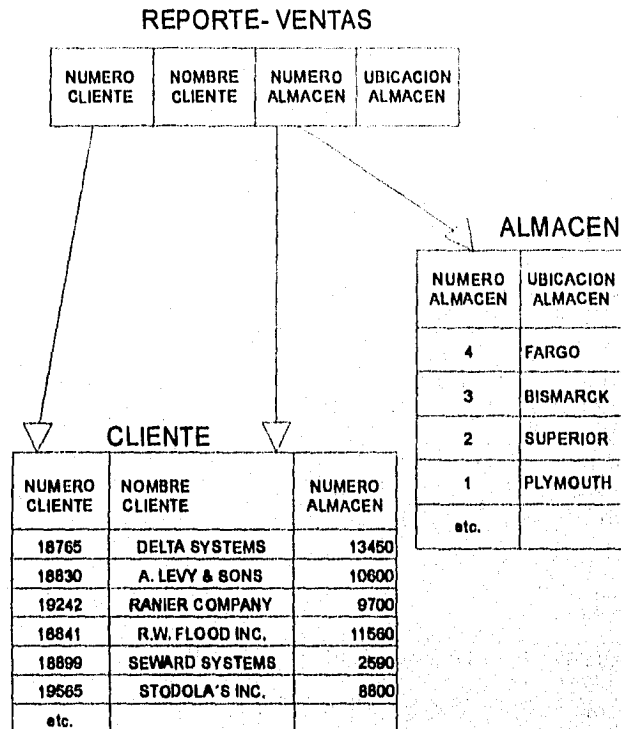 REPORTE- VENTAS
NUMERO CLIENTE NOMBRE CLIENTE NUMERO ALMACEN UBICACION ALMACEN
ALMACEN
NUMERO ALMACEN UBICACION ALMACEN
4 FARGO
3 BISMARCK
2 SUPERIOR
1 PLYMOUTH
etc.
CLIENTE
NUMERO CLIENTE NOMBRE CLIENTE NUMERO ALMACEN
18765 DELTA SYSTEMS 13450
18830 A. LEVY & SONS 10600
19242 RANIER COMPANY 9700
18841 R.W. FLOOD INC. 11560
18899 SEWARD SYSTEMS 2590
19565 STODOLA'S INC. 8800
etc.